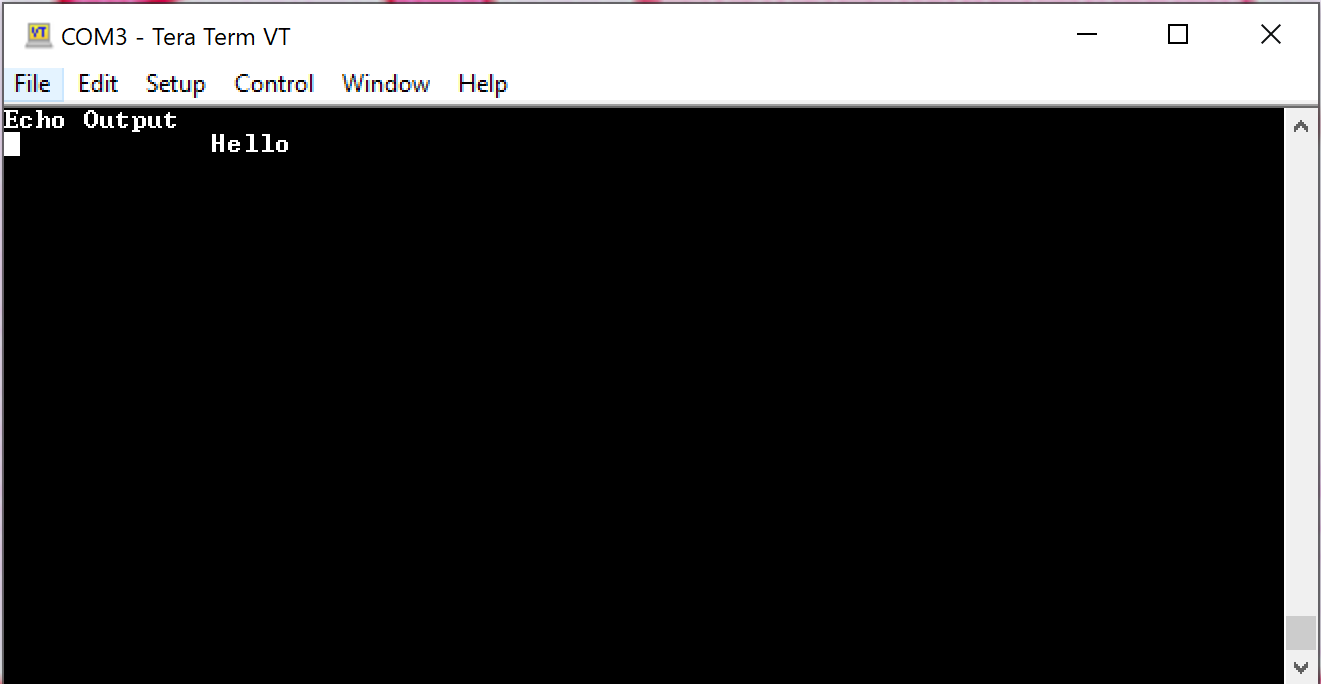 COM3 - Tera Term VT
File Edit Setup Control Window Help
Echo Output
Hello